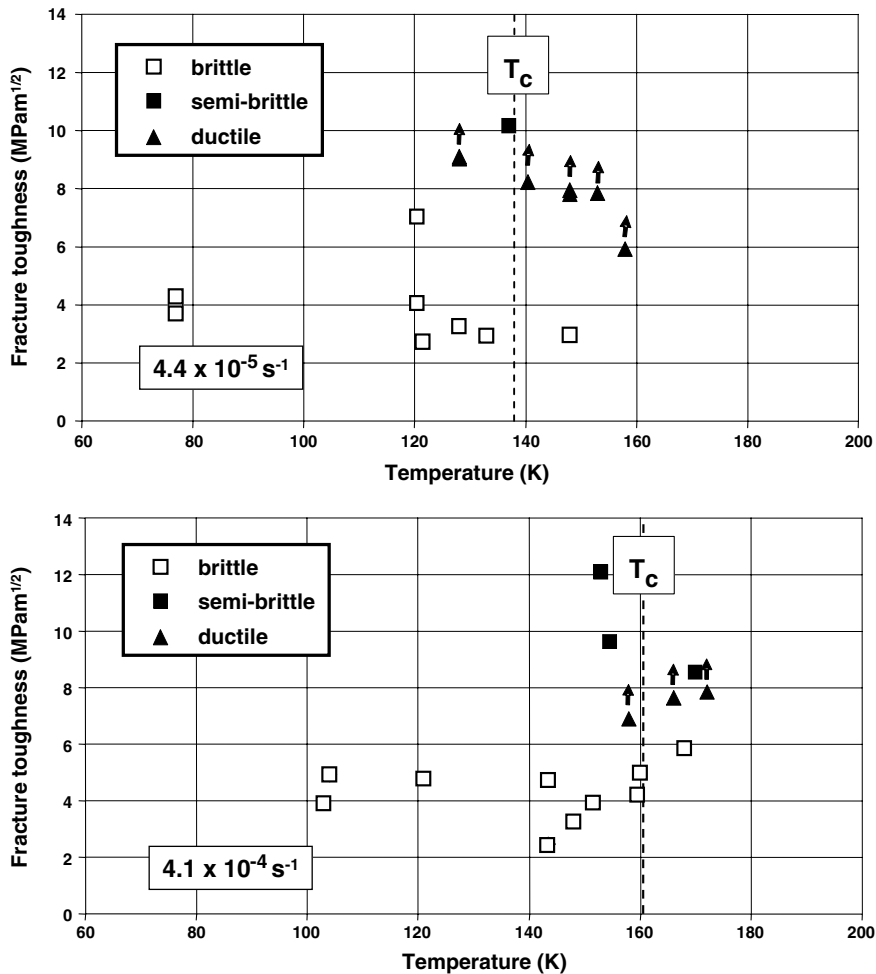 14
12
10
8
6
4
2
0
Fracture toughness (MPam^1/2)
brittle
semi-brittle
ductile
T_c
4.4 x 10^-5 s^-1
60 80 100 120 140 160 180 200
Temperature (K)
14
12
10
8
6
4
2
0
Fracture toughness (MPam^1/2)
brittle
semi-brittle
ductile
T_c
4.1 x 10^-4 s^-1
60 80 100 120 140 160 180 200
Temperature (K)